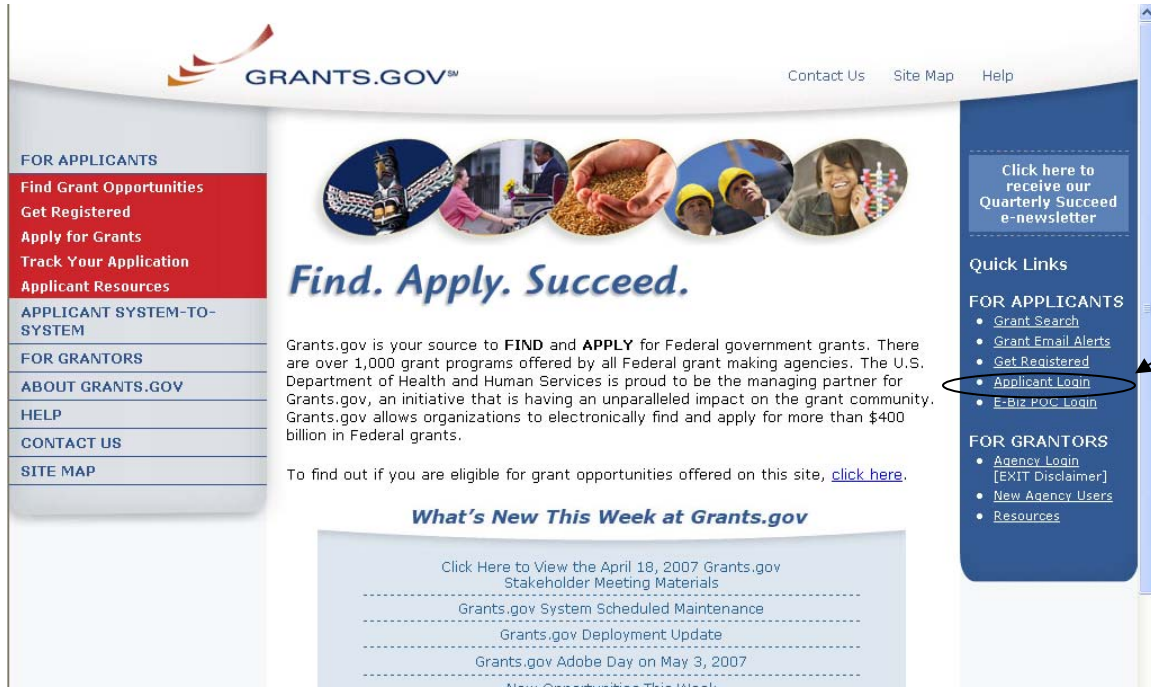 GRANTS.GOV℠
Contact Us Site Map Help
FOR APPLICANTS
Find Grant Opportunities
Get Registered
Apply for Grants
Track Your Application
Applicant Resources
APPLICANT SYSTEM-TO-
SYSTEM
FOR GRANTORS
ABOUT GRANTS.GOV
HELP
CONTACT US
SITE MAP
Find. Apply. Succeed.
Grants.gov is your source to FIND and APPLY for Federal government grants. There
are over 1,000 grant programs offered by all Federal grant making agencies. The U.S.
Department of Health and Human Services is proud to be the managing partner for
Grants.gov, an initiative that is having an unparalleled impact on the grant community.
Grants.gov allows organizations to electronically find and apply for more than $400
billion in Federal grants.
To find out if you are eligible for grant opportunities offered on this site, click here.
What's New This Week at Grants.gov
Click Here to View the April 18, 2007 Grants.gov
Stakeholder Meeting Materials
Grants.gov System Scheduled Maintenance
Grants.gov Deployment Update
Grants.gov Adobe Day on May 3, 2007
New Opportunities This Week
Click here to
receive our
Quarterly Succeed
e-newsletter
Quick Links
FOR APPLICANTS
Grant Search
Grant Email Alerts
Get Registered
Applicant Login
E-Biz POC Login
FOR GRANTORS
Agency Login
[EXIT Disclaimer]
New Agency Users
Resources